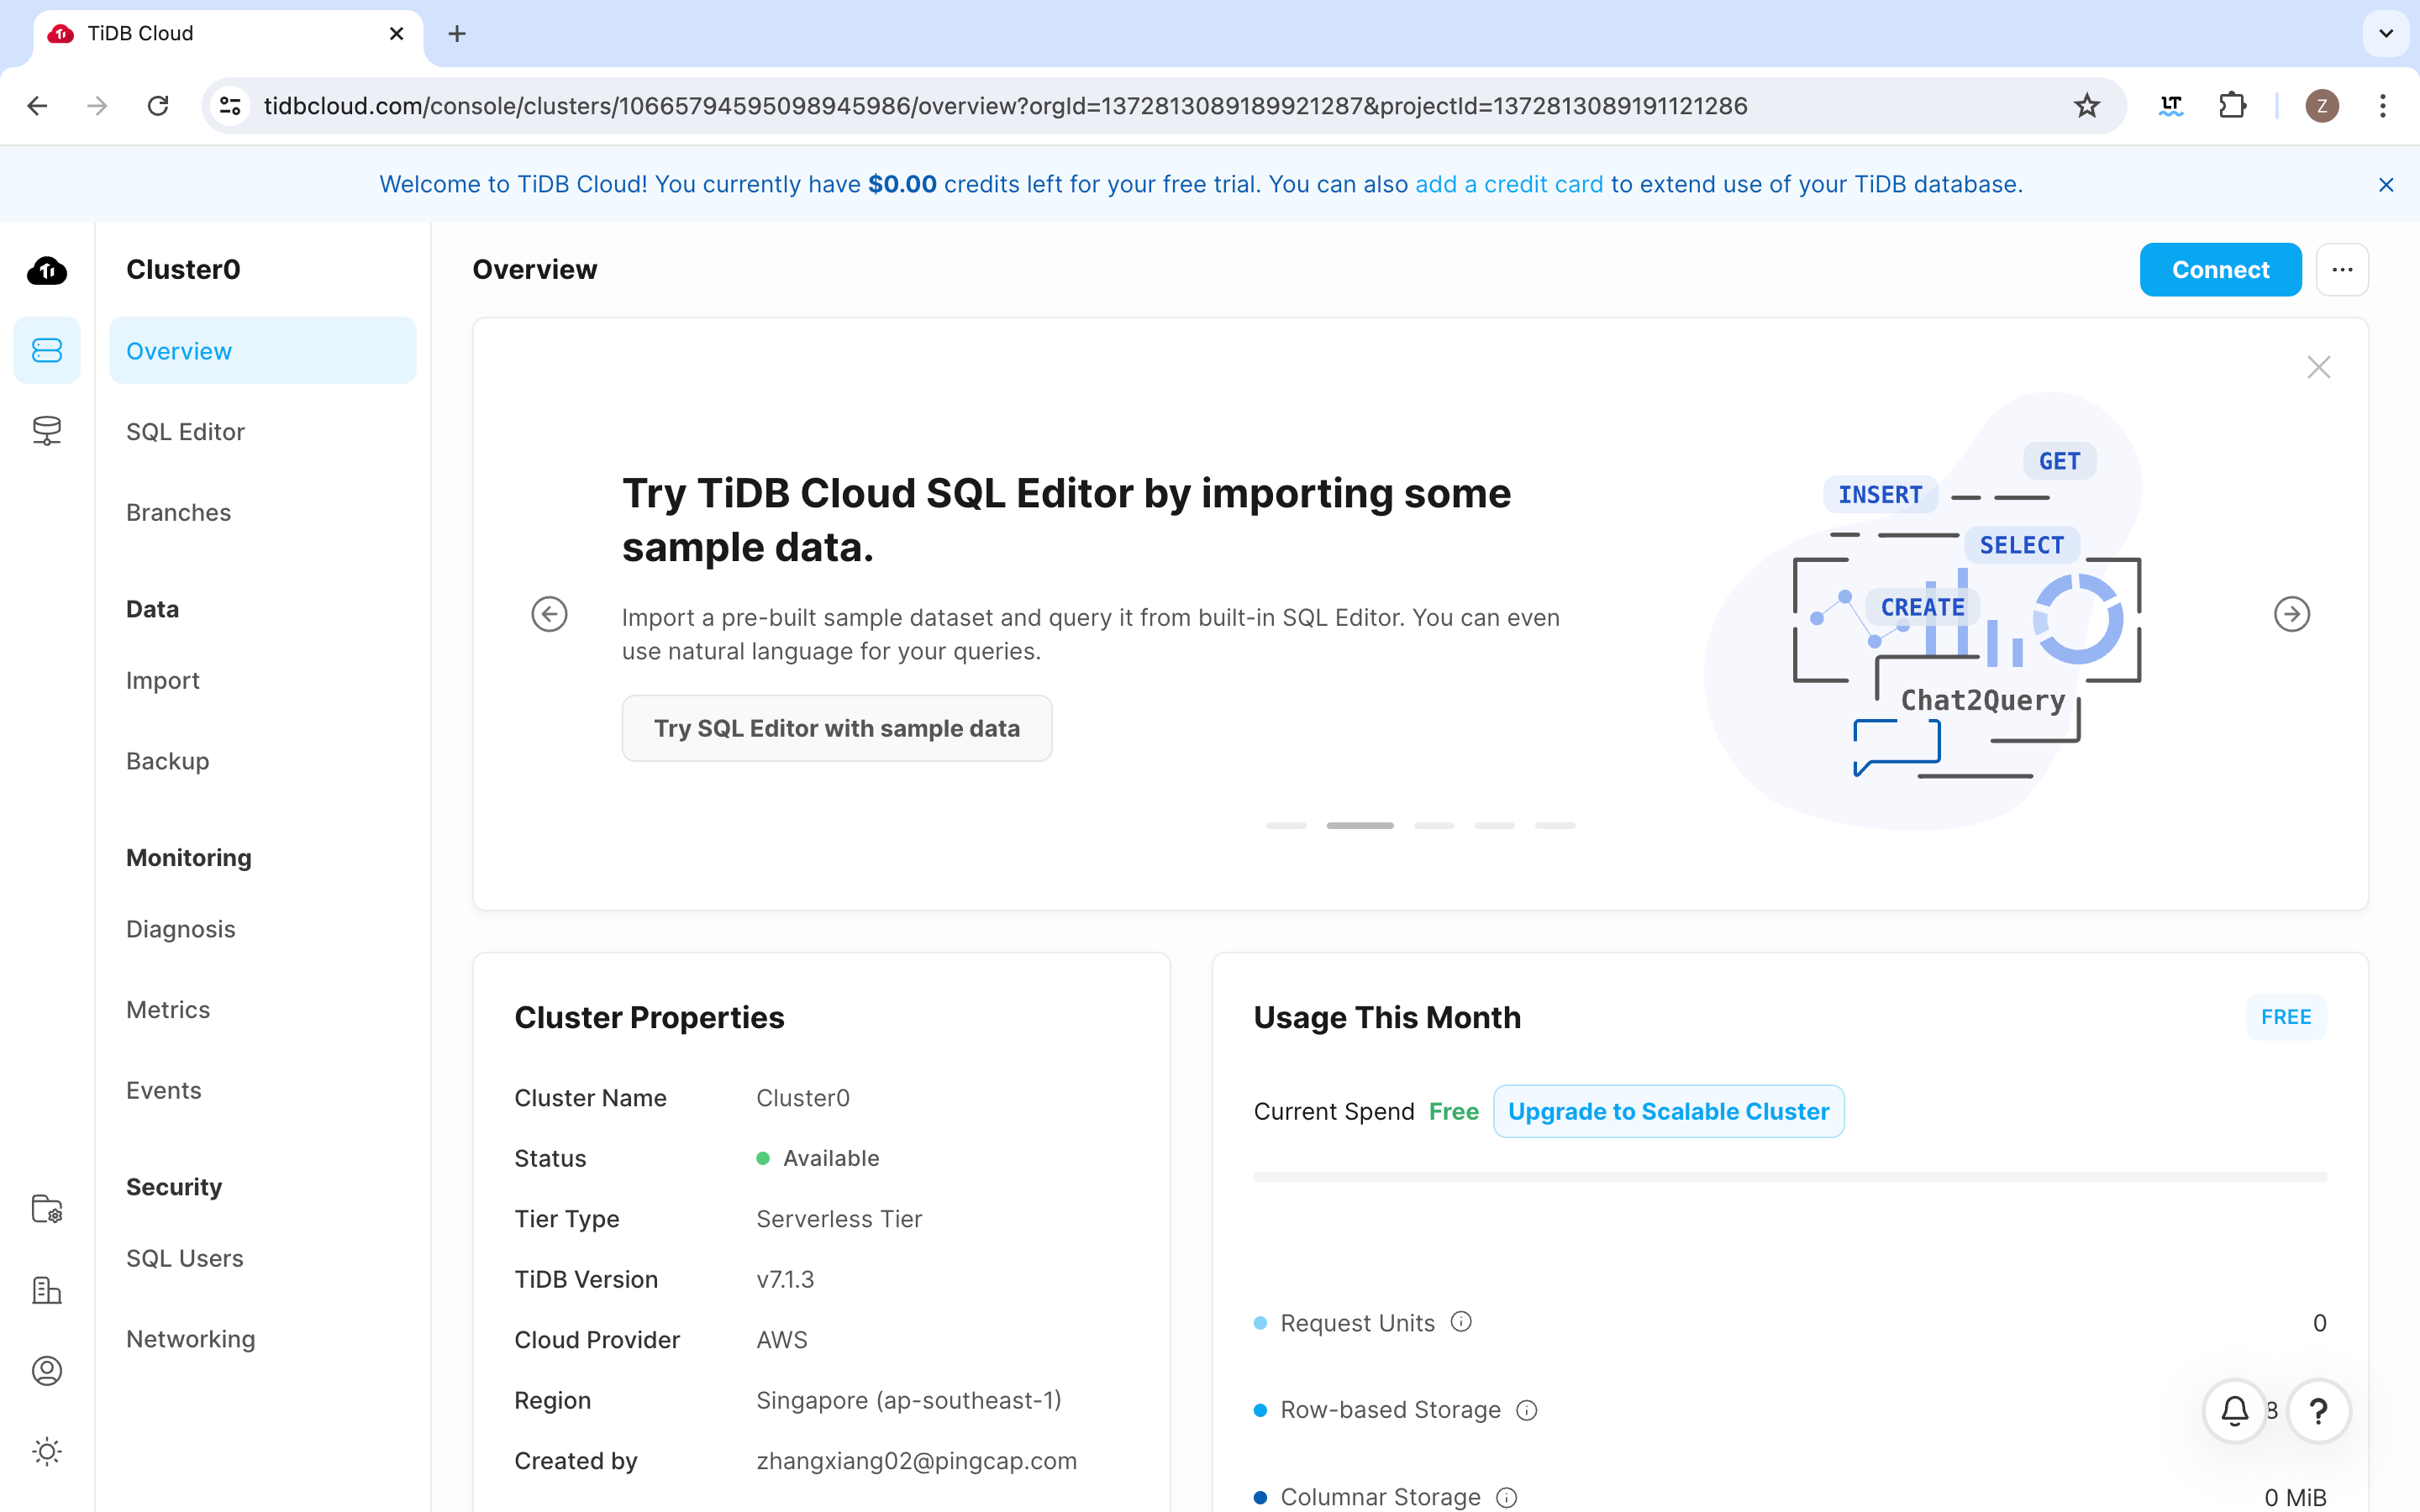 TiDB Cloud
tidbcloud.com/console/clusters/10665794595098945986/overview?orgId=1372813089189921287&projectId=1372813089191121286
LT
Z
Welcome to TiDB Cloud! You currently have $0.00 credits left for your free trial. You can also add a credit card to extend use of your TiDB database.
Cluster0
Overview
SQL Editor
Branches
Data
Import
Backup
Monitoring
Diagnosis
Metrics
Events
Security
SQL Users
Networking
Overview
Connect
Try TiDB Cloud SQL Editor by importing some
sample data.
Import a pre-built sample dataset and query it from built-in SQL Editor. You can even
use natural language for your queries.
Try SQL Editor with sample data
GET
INSERT
SELECT
CREATE
Chat2Query
Cluster Properties
Cluster Name Cluster0
Status Available
Tier Type Serverless Tier
TiDB Version v7.1.3
Cloud Provider AWS
Region Singapore (ap-southeast-1)
Created by zhangxiang02@pingcap.com
Usage This Month
FREE
Current Spend Free Upgrade to Scalable Cluster
Request Units 0
Row-based Storage
Columnar Storage 0 MiB